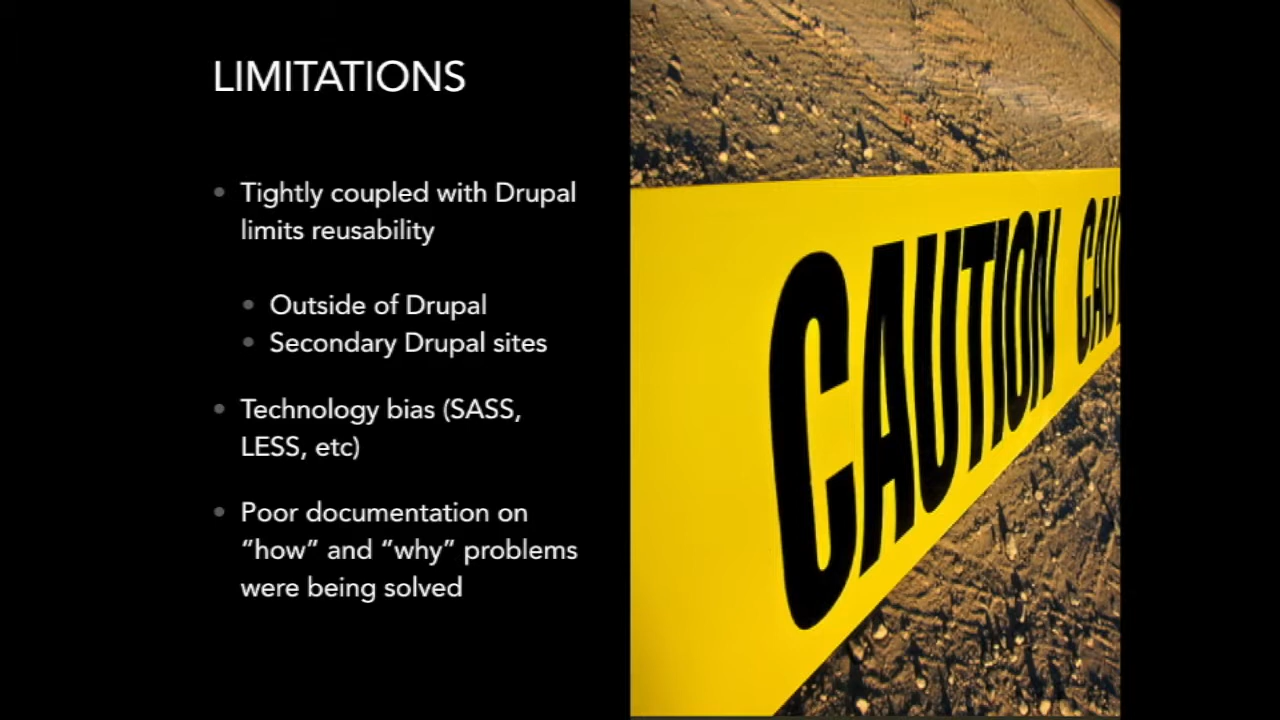 LIMITATIONS
• Tightly coupled with Drupal
limits reusability
• Outside of Drupal
• Secondary Drupal sites
• Technology bias (SASS,
LESS, etc)
• Poor documentation on
“how” and “why” problems
were being solved
CAUTION CAU